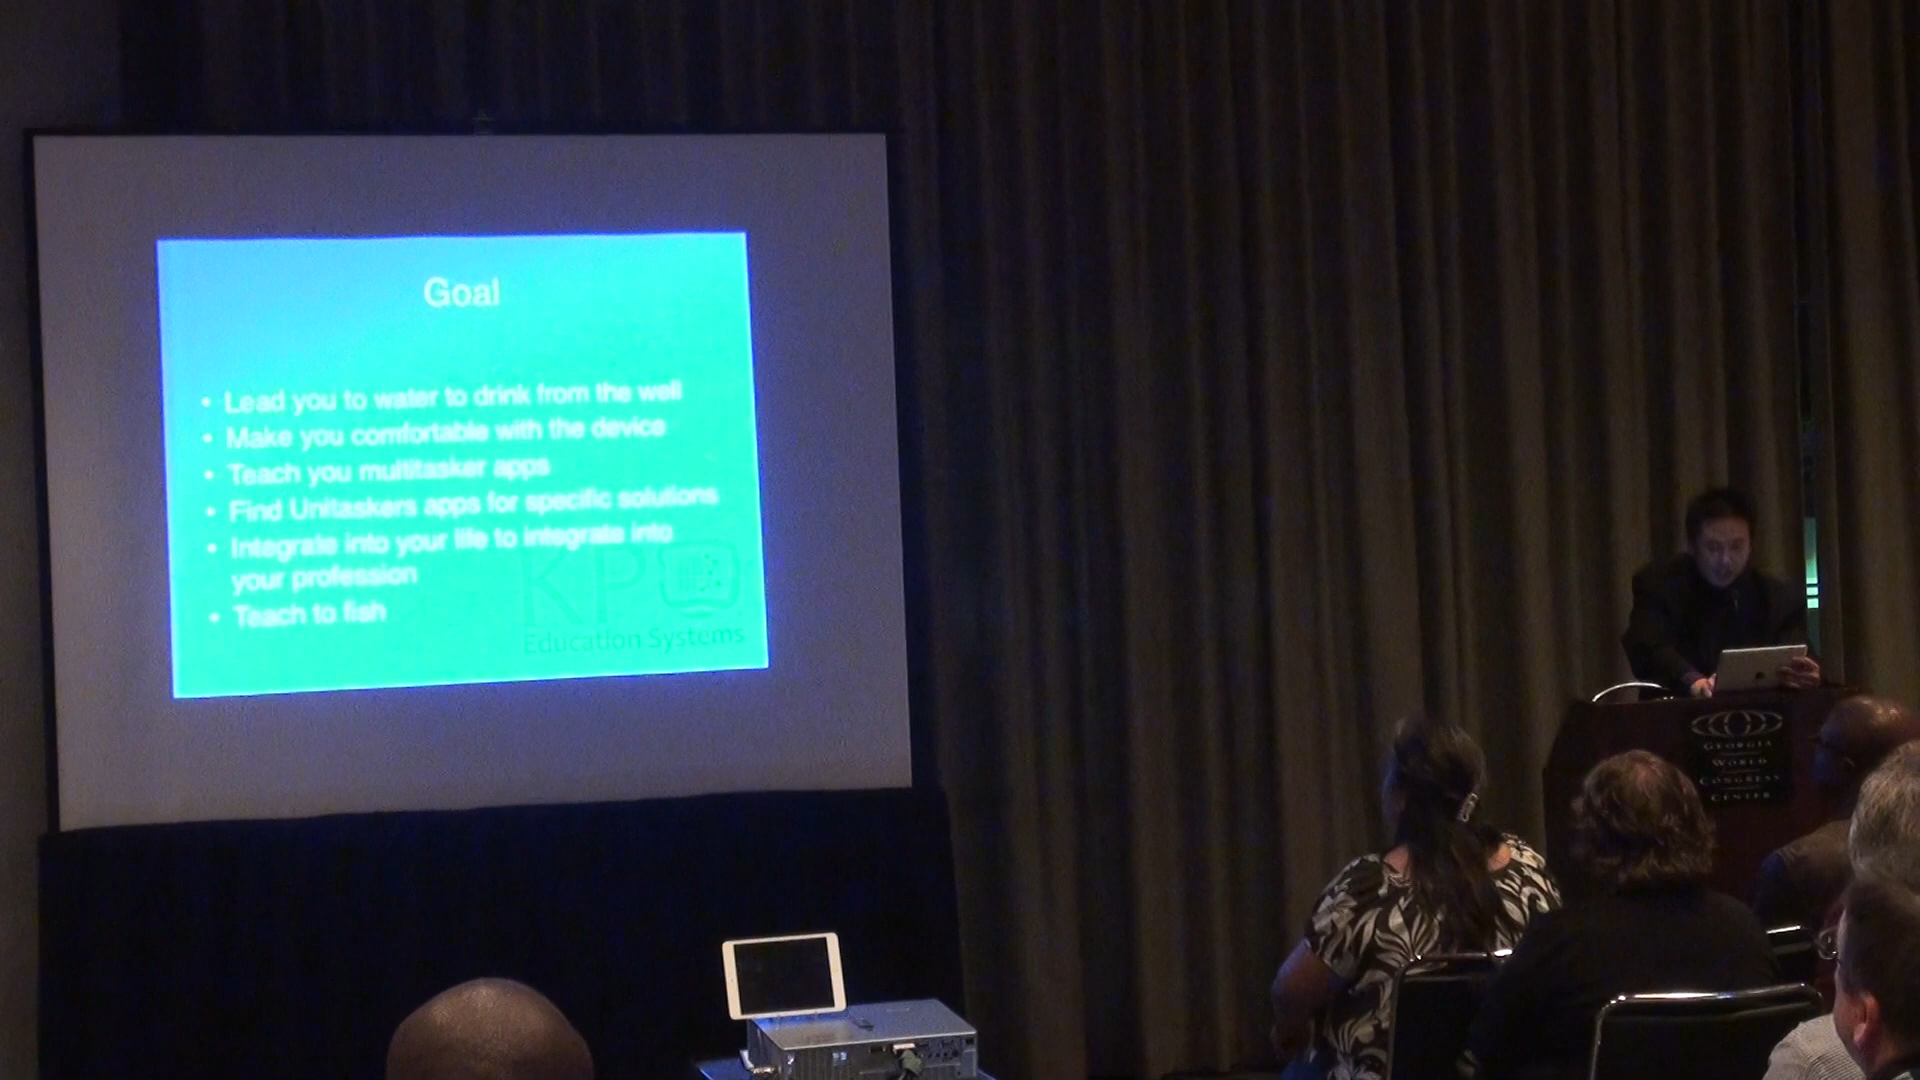 Goal
• Lead you to water to drink from the well
• Make you comfortable with the device
• Teach you multitasker apps
• Find Unitaskers apps for specific solutions
• Integrate into your life to integrate into
your profession
• Teach to fish
KP
Education Systems
GEORGIA
WORLD
CONGRESS
CENTER